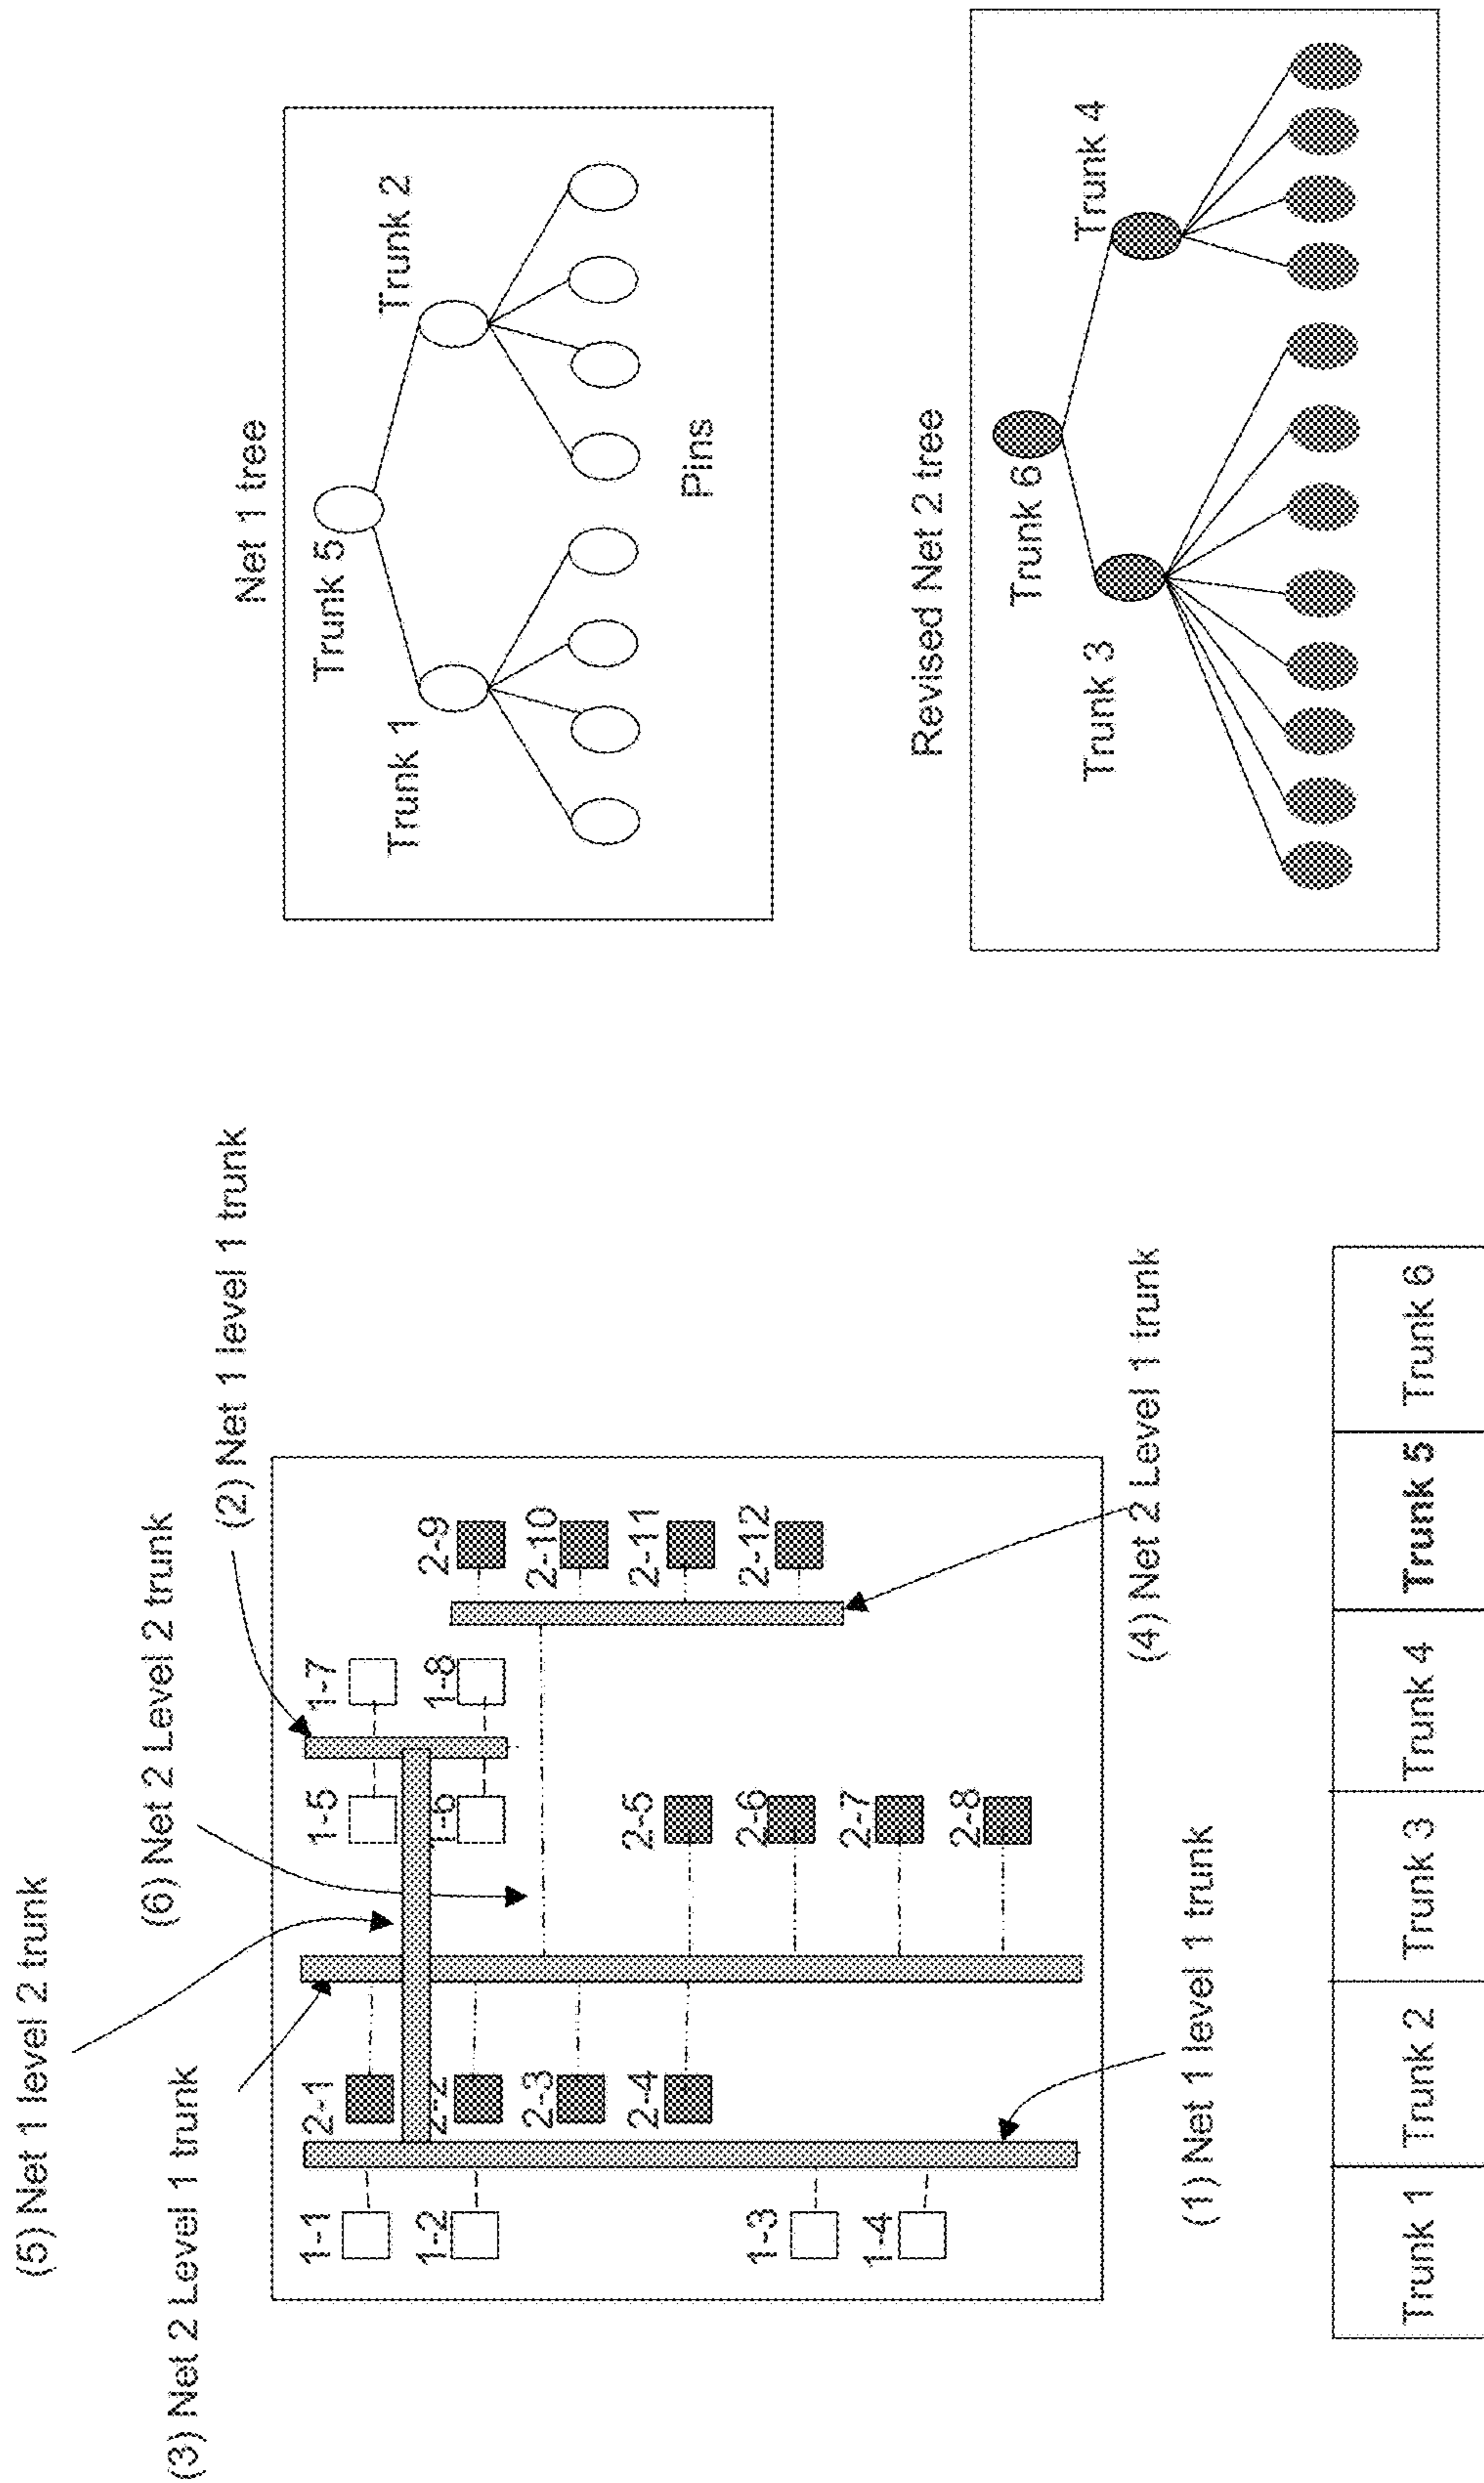 (5) Net 1 level 2 trunk
(6) Net 2 Level 2 trunk
(3) Net 2 Level 1 trunk
(2) Net 1 level 1 trunk
1-1
2-1
1-5
1-7
1-2
2-2
1-6
1-8
2-9
2-3
2-10
2-4
2-5
2-11
1-3
2-6
2-12
1-4
2-7
2-8
(4) Net 2 Level 1 trunk
(1) Net 1 level 1 trunk
Trunk 1
Trunk 2
Trunk 3
Trunk 4
Trunk 5
Trunk 6
Net 1 tree
Trunk 5
Trunk 1
Trunk 2
Pins
Revised Net 2 tree
Trunk 6
Trunk 3
Trunk 4